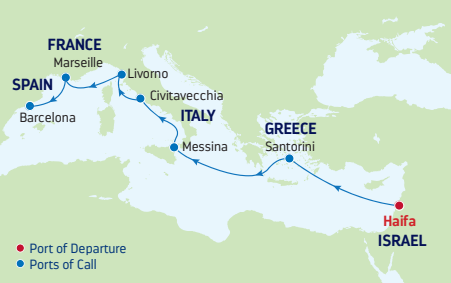 FRANCE
Marseille
Livorno
SPAIN
Civitavecchia
Barcelona
ITALY
GREECE
Messina
Santorini
Haifa
ISRAEL
Port of Departure
Ports of Call